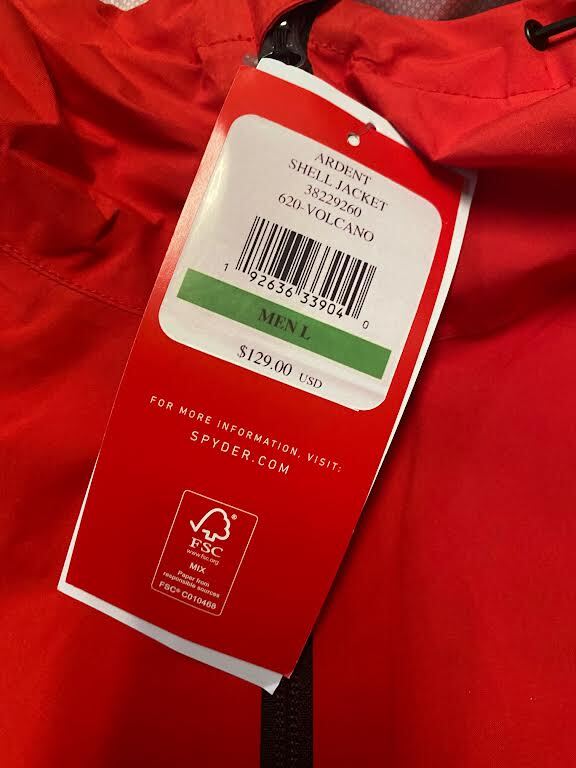 ARDENT
SHELL JACKET
38229260
620-VOLCANO
1 92636 33904 0
MEN L
$129.00 USD
FOR MORE INFORMATION, VISIT:
SPYDER.COM
FSC®
www.fsc.org
MIX
Paper from
responsible sources
FSC® C010468